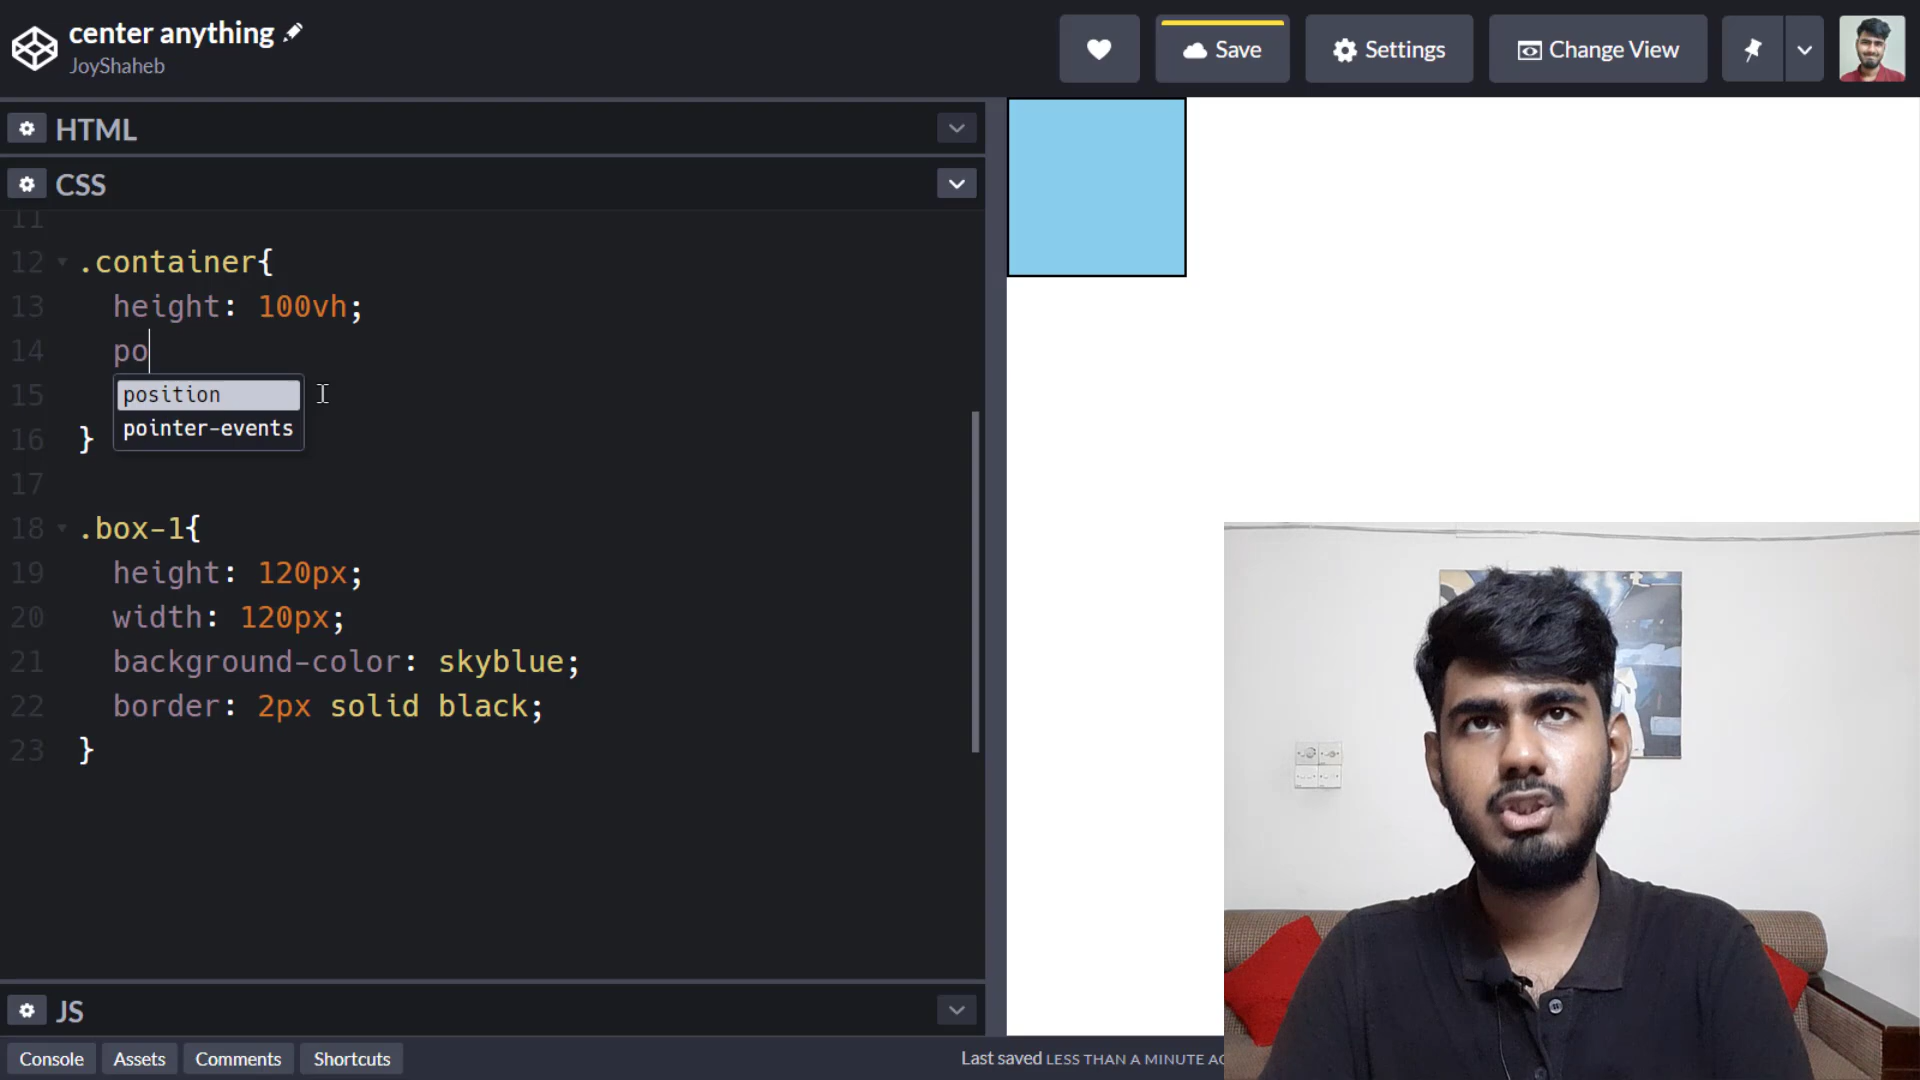 center anything
JoyShaheb
Save
Settings
Change View
HTML
CSS
11
12 .container{
13 height: 100vh;
14 po
15 position
pointer-events
16 }
17
18 .box-1{
19 height: 120px;
20 width: 120px;
21 background-color: skyblue;
22 border: 2px solid black;
23 }
JS
Console Assets Comments Shortcuts Last saved LESS THAN A MINUTE